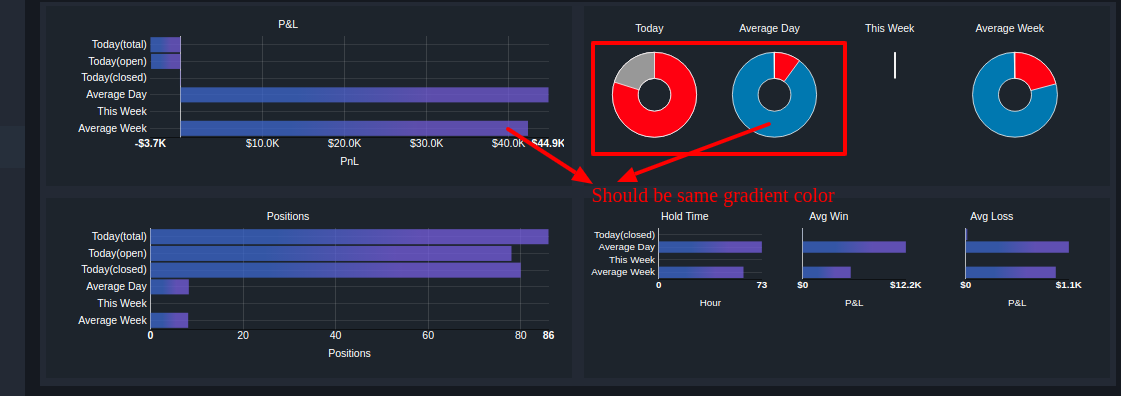 P&L
Today(total)
Today(open)
Today(closed)
Average Day
This Week
Average Week
-$3.7K $10.0K $20.0K $30.0K $40.0K $44.9K
PnL
Today Average Day This Week Average Week
Should be same gradient color
Positions
Today(total)
Today(open)
Today(closed)
Average Day
This Week
Average Week
0 20 40 60 80 86
Positions
Hold Time Avg Win Avg Loss
Today(closed)
Average Day
This Week
Average Week
0 73 $0 $12.2K $0 $1.1K
Hour P&L P&L